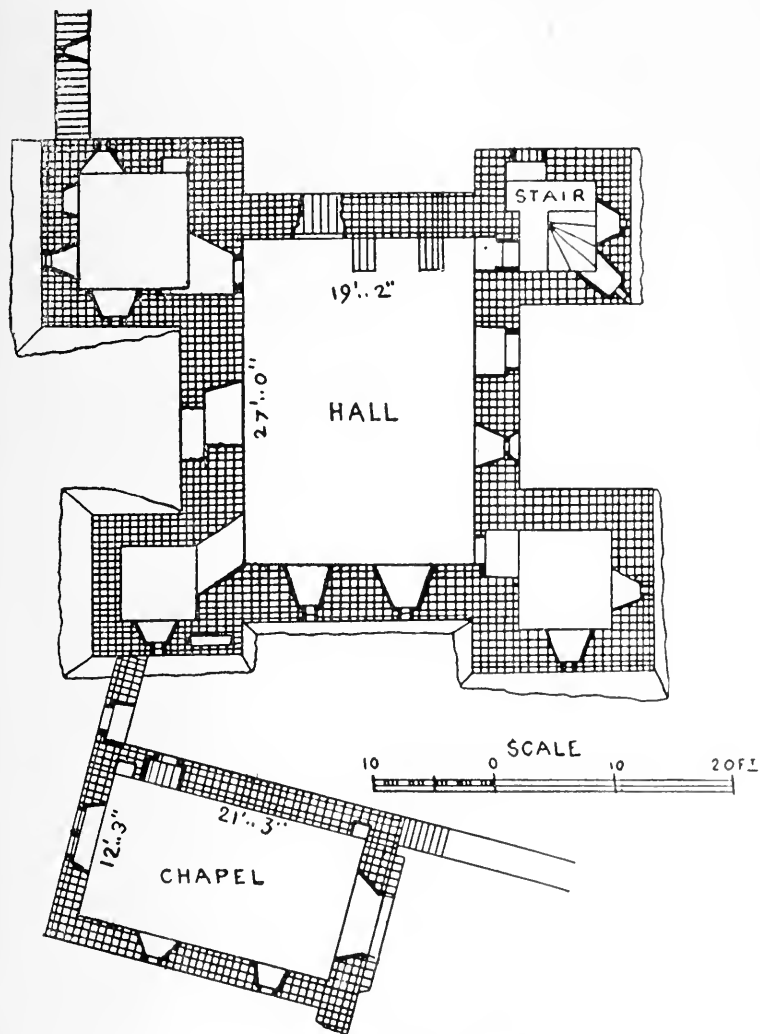 STAIR
19'..2"
27'..0"
HALL
SCALE
10 0 10 20FT
21'..3"
12'..3"
CHAPEL